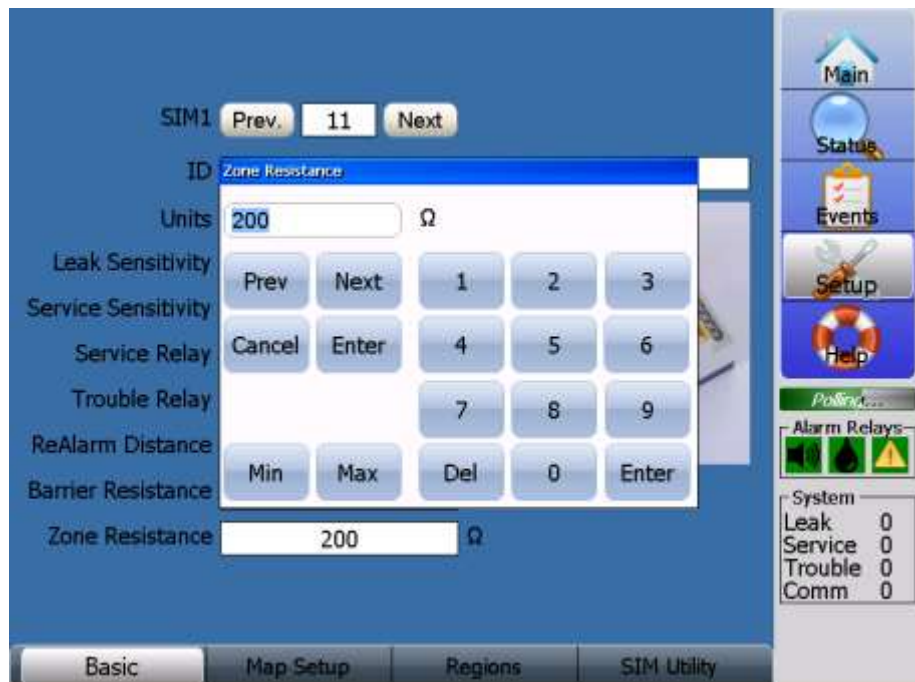 SIM1 Prev. 11 Next
ID
Zone Resistance
Units 200 Ω
Leak Sensitivity
Service Sensitivity
Service Relay
Trouble Relay
ReAlarm Distance
Barrier Resistance
Prev Next 1 2 3
Cancel Enter 4 5 6
7 8 9
Min Max Del 0 Enter
Zone Resistance 200 Ω
Basic Map Setup Regions SIM Utility
Main
Status
Events
Setup
Help
Polling...
Alarm Relays
System
Leak 0
Service 0
Trouble 0
Comm 0